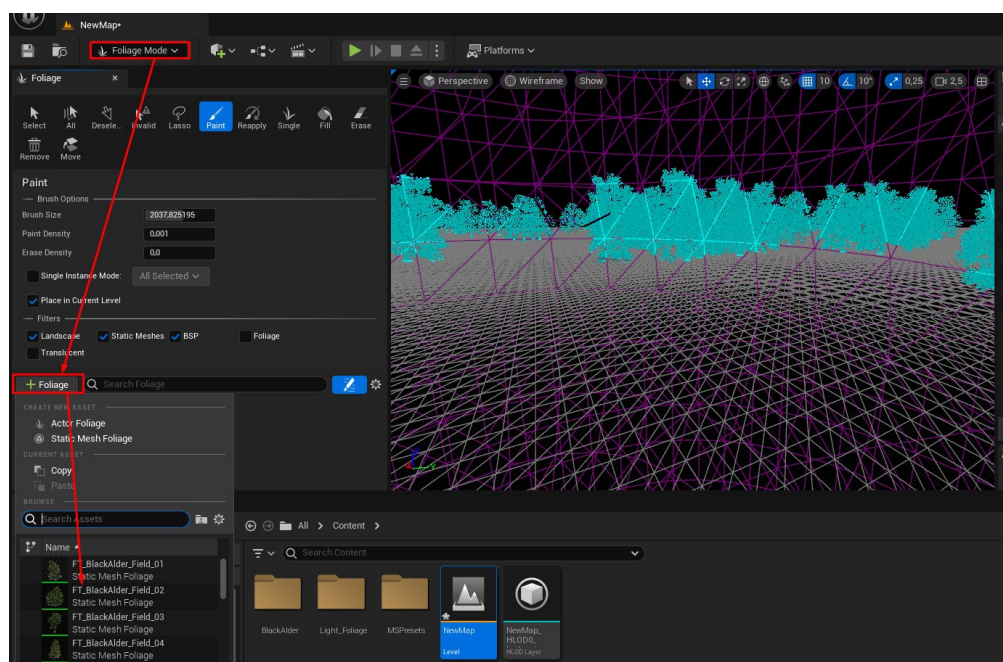 NewMap•
Foliage Mode
Platforms
Foliage ×
Perspective Wireframe Show 10 10° 0,25 2,5
Select All Desele... Invalid Lasso Paint Reapply Single Fill Erase
Remove Move
Paint
Brush Options
Brush Size 2037,825195
Paint Density 0,001
Erase Density 0,0
Single Instance Mode: All Selected
Place in Current Level
Filters
Landscape Static Meshes BSP Foliage
Translucent
+ Foliage Search Foliage
CREATE NEW ASSET
Actor Foliage
Static Mesh Foliage
CURRENT ASSET
Copy
Paste
BROWSE
Search Assets
Name
FT_BlackAlder_Field_01
Static Mesh Foliage
FT_BlackAlder_Field_02
Static Mesh Foliage
FT_BlackAlder_Field_03
Static Mesh Foliage
FT_BlackAlder_Field_04
Static Mesh Foliage
All > Content >
Search Content
BlackAlder Light_Foliage MSPresets NewMap NewMap_
HLOD0_
Level HLOD Layer